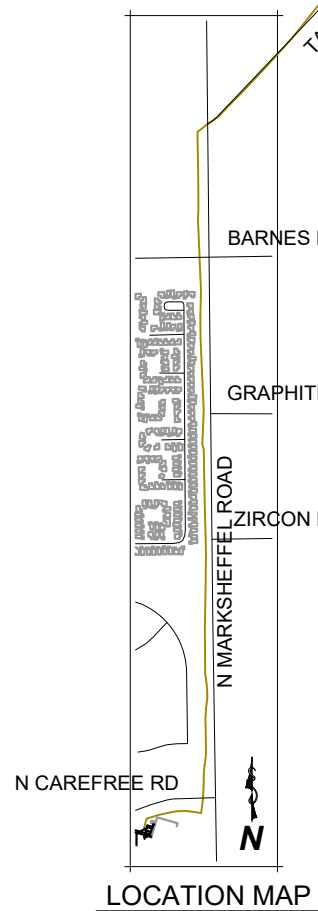 BARNES
GRAPHITE
ZIRCON
N MARKSHEFFEL ROAD
N CAREFREE RD
N
LOCATION MAP